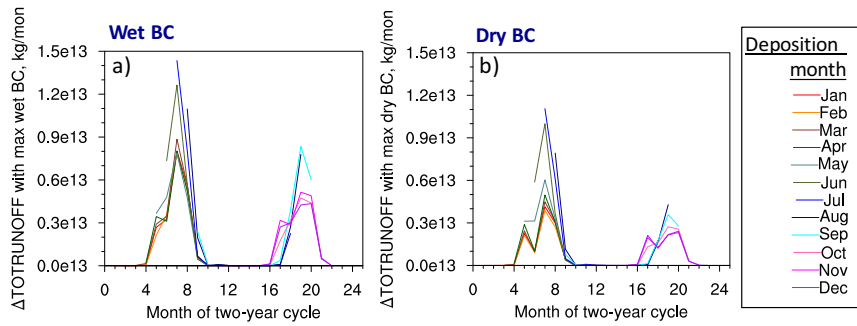 Wet BC
Dry BC
a)
b)
ΔTOTRUNOFF with max wet BC, kg/mon
1.5e13
1.2e13
0.9e13
0.6e13
0.3e13
0.0e13
0 4 8 12 16 20 24
Month of two-year cycle
ΔTOTRUNOFF with max dry BC, kg/mon
1.5e13
1.2e13
0.9e13
0.6e13
0.3e13
0.0e13
0 4 8 12 16 20 24
Month of two-year cycle
Deposition
month
Jan
Feb
Mar
Apr
May
Jun
Jul
Aug
Sep
Oct
Nov
Dec